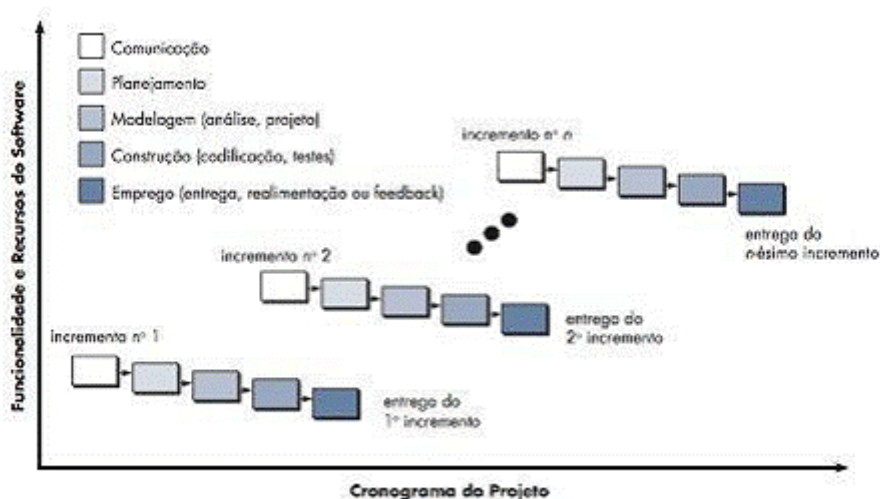 Funcionalidade e Recursos do Software
Comunicação
Planejamento
Modelagem (análise, projeto)
Construção (codificação, testes)
Emprego (entrega, realimentação ou feedback)
incremento nº n
entrega do
n-ésimo incremento
incremento nº 2
entrega do
2º incremento
incremento nº 1
entrega do
1º incremento
Cronograma do Projeto